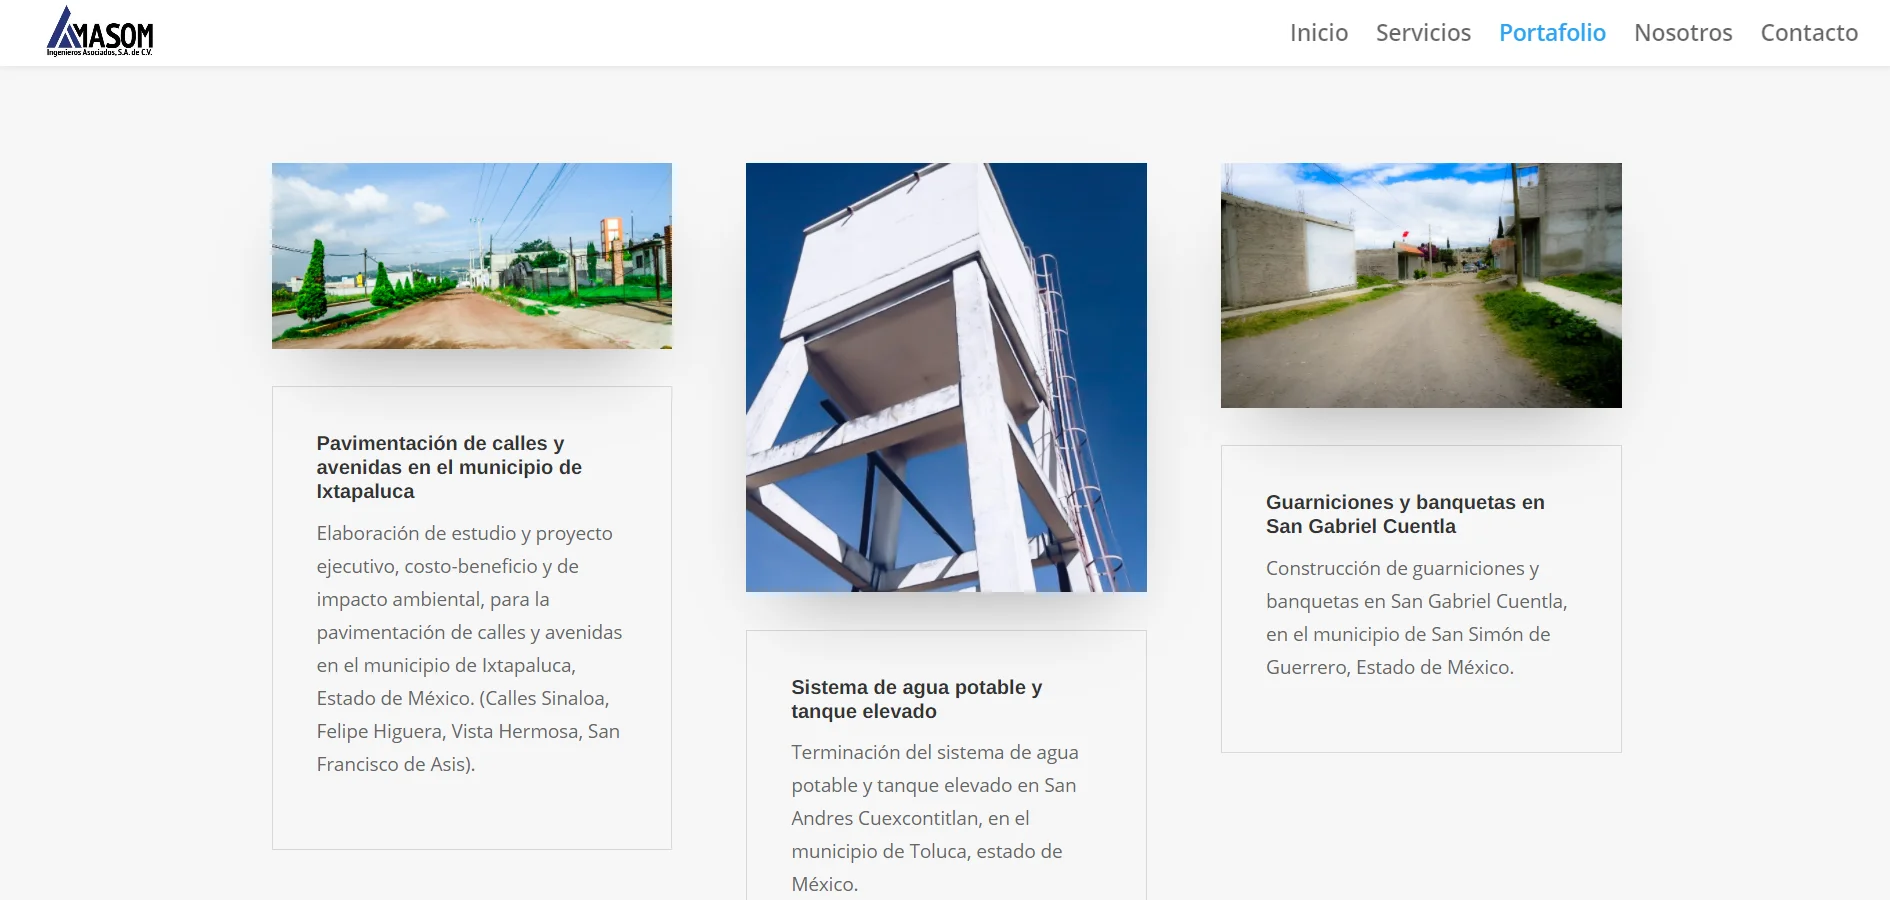 AMASOM
Ingenieros Asociados, S.A. de C.V.
Inicio
Servicios
Portafolio
Nosotros
Contacto
Pavimentación de calles y
avenidas en el municipio de
Ixtapaluca
Elaboración de estudio y proyecto
ejecutivo, costo-beneficio y de
impacto ambiental, para la
pavimentación de calles y avenidas
en el municipio de Ixtapaluca,
Estado de México. (Calles Sinaloa,
Felipe Higuera, Vista Hermosa, San
Francisco de Asis).
Sistema de agua potable y
tanque elevado
Terminación del sistema de agua
potable y tanque elevado en San
Andres Cuexcontitlan, en el
municipio de Toluca, estado de
México.
Guarniciones y banquetas en
San Gabriel Cuentla
Construcción de guarniciones y
banquetas en San Gabriel Cuentla,
en el municipio de San Simón de
Guerrero, Estado de México.